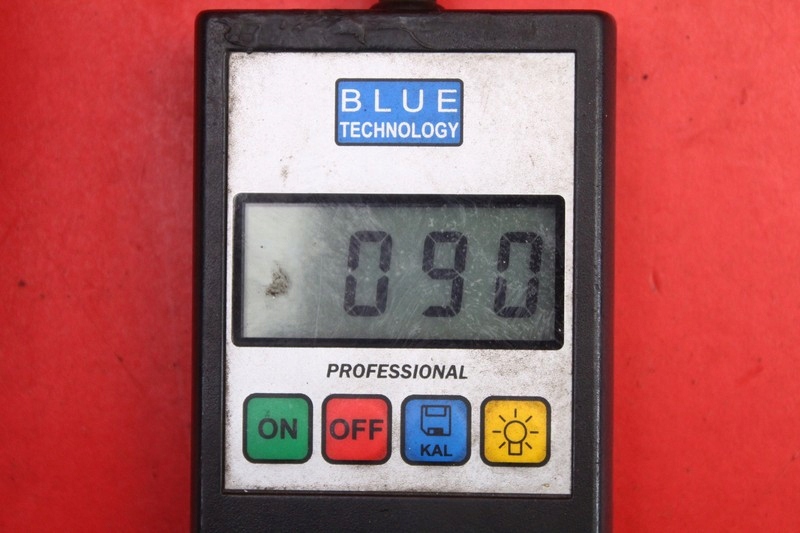 BLUE
TECHNOLOGY
090
PROFESSIONAL
ON OFF KAL